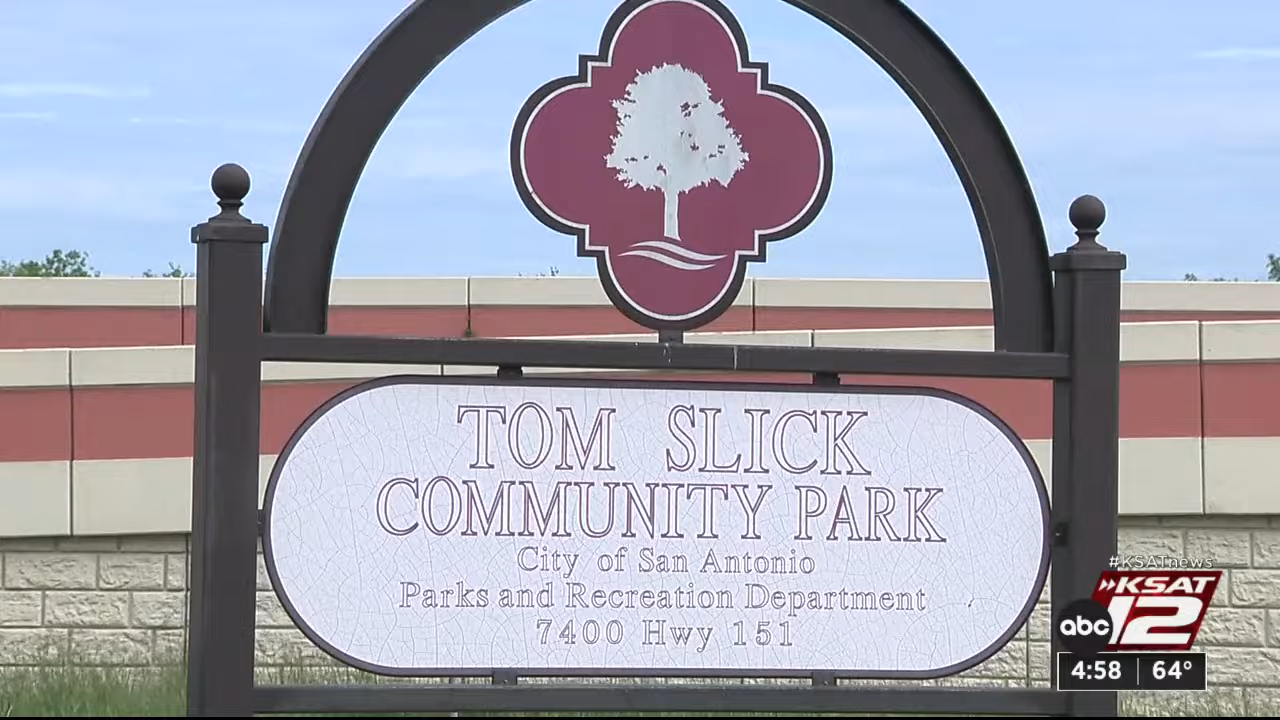 TOM SLICK
COMMUNITY PARK
City of San Antonio
Parks and Recreation Department
7400 Hwy 151
#KSATnews
KSAT
abc 12
4:58 64°